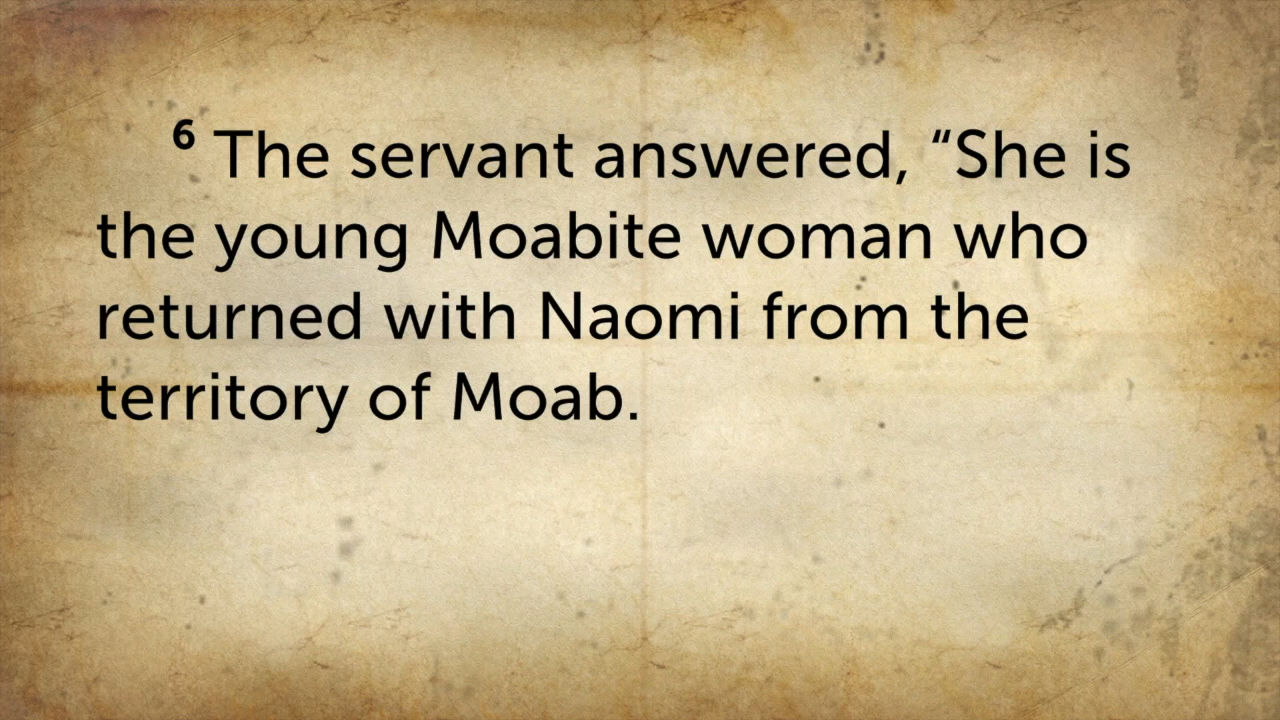 6 The servant answered, “She is
the young Moabite woman who
returned with Naomi from the
territory of Moab.